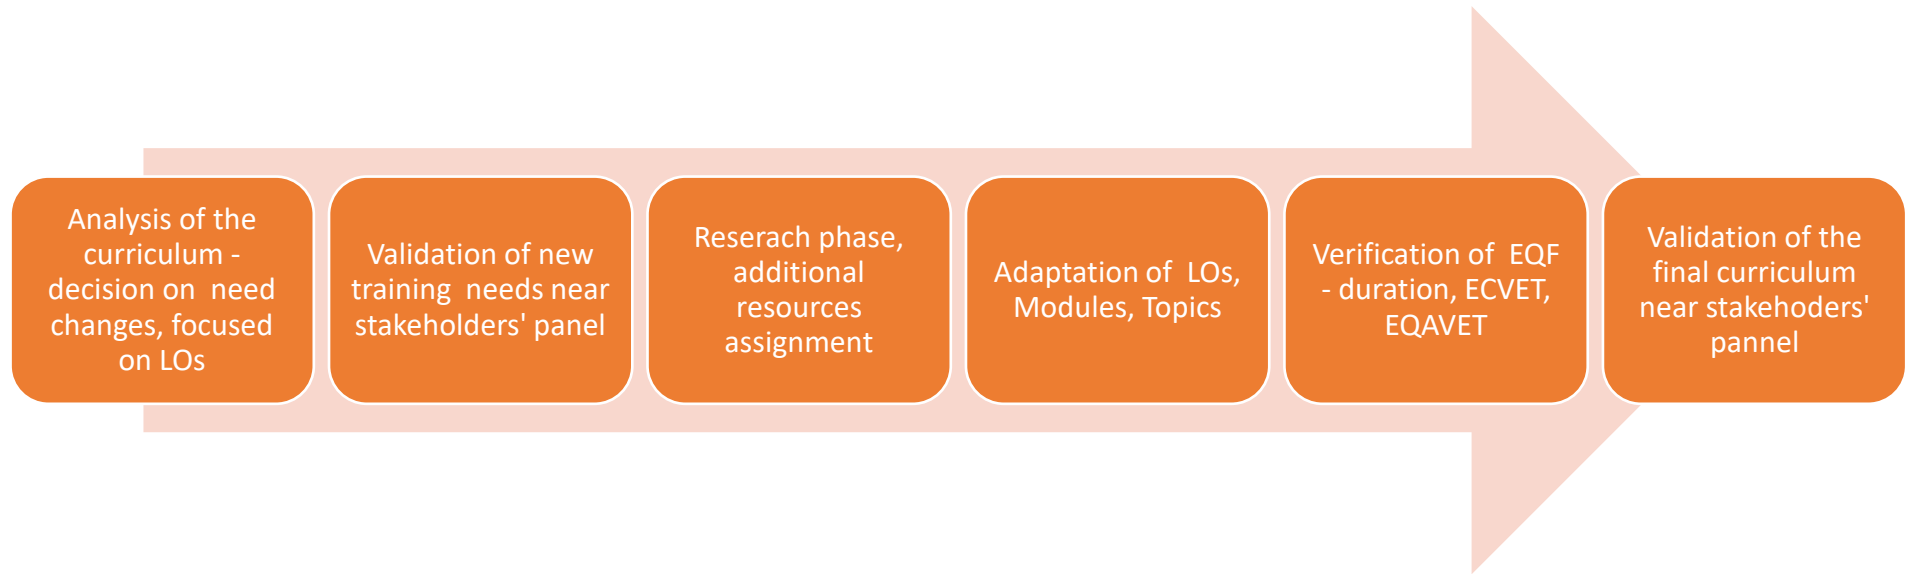 Analysis of the
curriculum -
decision on  need
changes, focused
on LOs
Validation of new
training  needs near
stakeholders' panel
Reserach phase,
additional
resources
assignment
Adaptation of  LOs,
Modules, Topics
Verification of  EQF
- duration, ECVET,
EQAVET
Validation of the
final curriculum
near stakehoders'
pannel